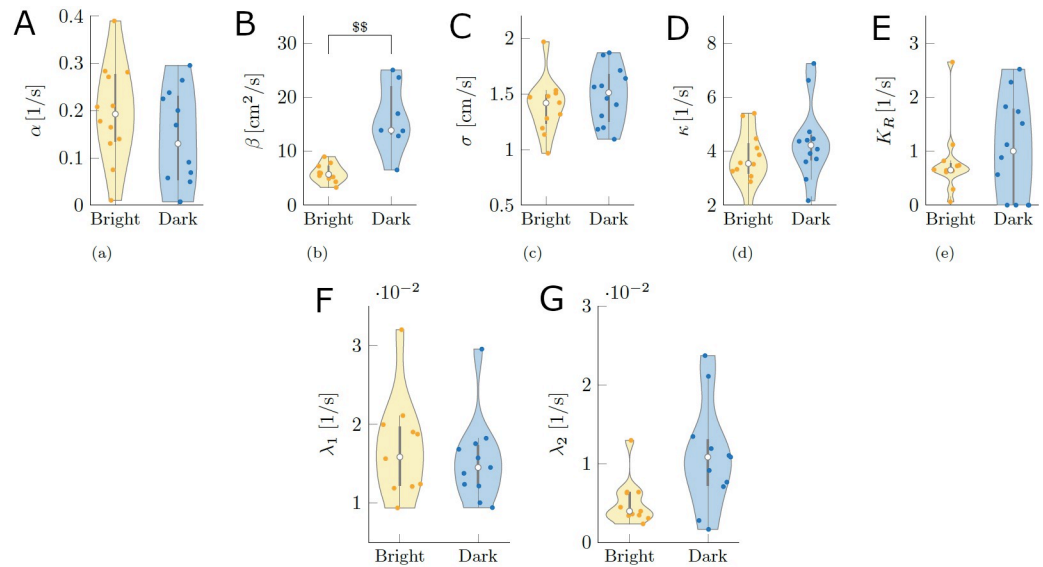 A
α [1/s]
0.4
0.3
0.2
0.1
0
Bright Dark
(a)
B
β [cm²/s]
30
20
10
0
$$
Bright Dark
(b)
C
σ [cm/s]
2
1.5
1
0.5
Bright Dark
(c)
D
κ [1/s]
8
6
4
2
Bright Dark
(d)
E
K_R [1/s]
3
2
1
0
Bright Dark
(e)
F
·10⁻²
λ₁ [1/s]
3
2
1
Bright Dark
G
·10⁻²
λ₂ [1/s]
3
2
1
0
Bright Dark